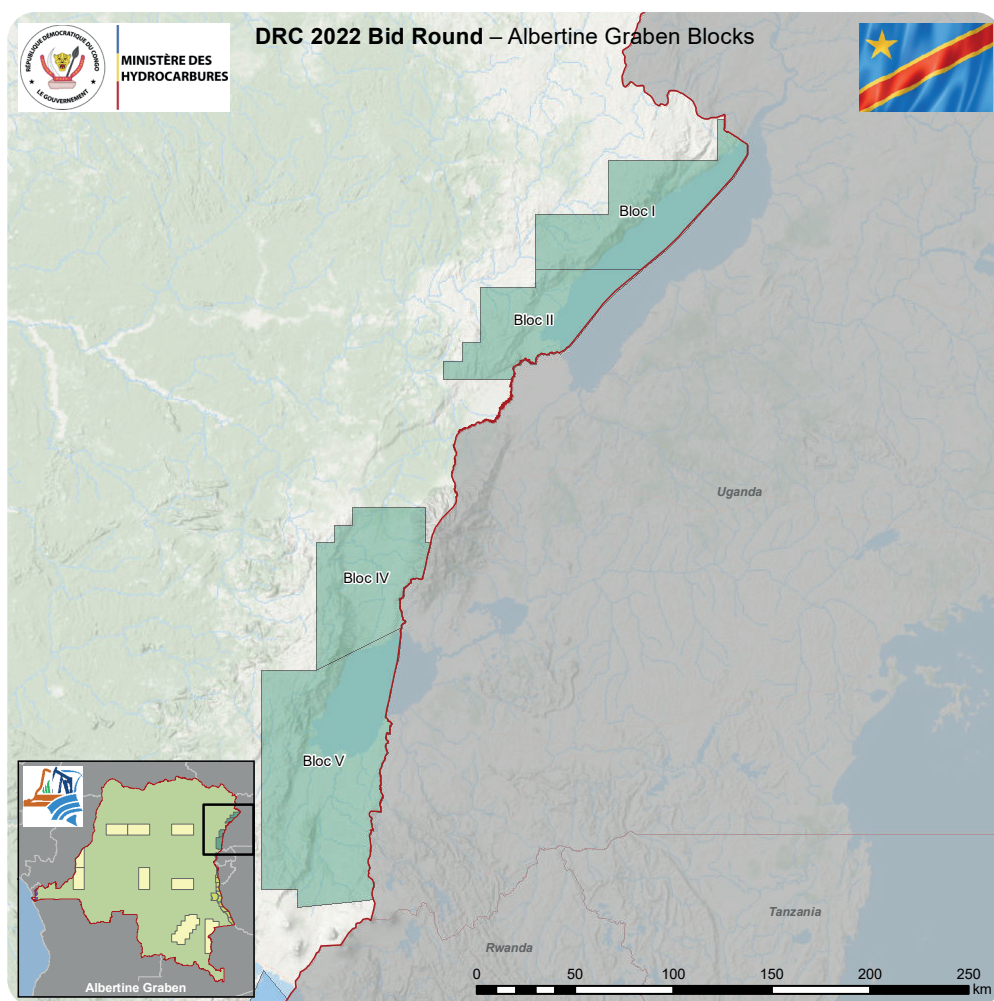 DRC 2022 Bid Round – Albertine Graben Blocks
RÉPUBLIQUE DÉMOCRATIQUE DU CONGO
LE GOUVERNEMENT
MINISTÈRE DES
HYDROCARBURES
Bloc I
Bloc II
Uganda
Bloc IV
Bloc V
Tanzania
Rwanda
Albertine Graben
0 50 100 150 200 250
km